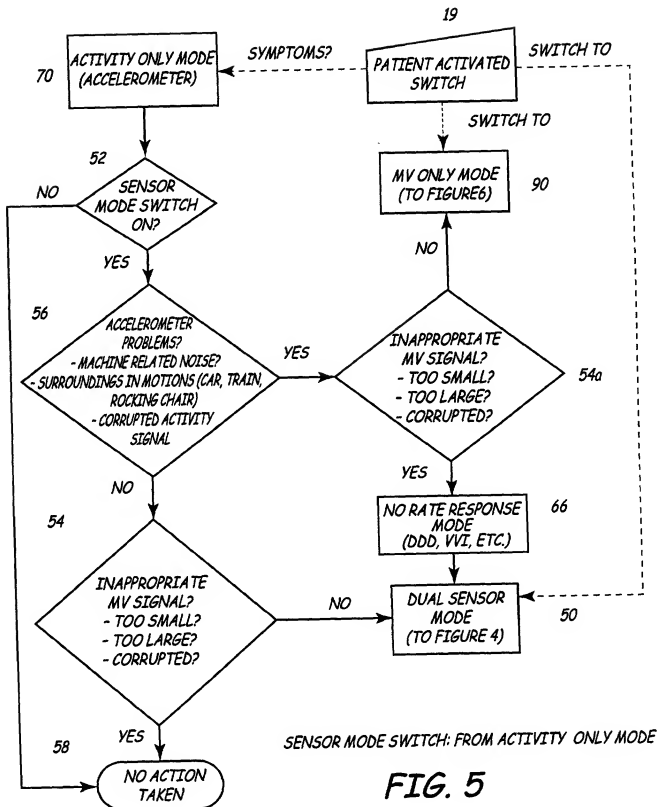 19
ACTIVITY ONLY MODE
(ACCELEROMETER)
70
SYMPTOMS?
PATIENT ACTIVATED
SWITCH
SWITCH TO
SWITCH TO
52
SENSOR
MODE SWITCH
ON?
NO
YES
MV ONLY MODE
(TO FIGURE6)
90
NO
56
ACCELEROMETER
PROBLEMS?
- MACHINE RELATED NOISE?
- SURROUNDINGS IN MOTIONS (CAR, TRAIN,
ROCKING CHAIR)
- CORRUPTED ACTIVITY
SIGNAL
YES
INAPPROPRIATE
MV SIGNAL?
- TOO SMALL?
- TOO LARGE?
- CORRUPTED?
54a
YES
NO
54
NO RATE RESPONSE
MODE
(DDD, VVI, ETC.)
66
INAPPROPRIATE
MV SIGNAL?
- TOO SMALL?
- TOO LARGE?
- CORRUPTED?
NO
DUAL SENSOR
MODE
(TO FIGURE 4)
50
YES
58
NO ACTION
TAKEN
SENSOR MODE SWITCH: FROM ACTIVITY ONLY MODE
FIG. 5